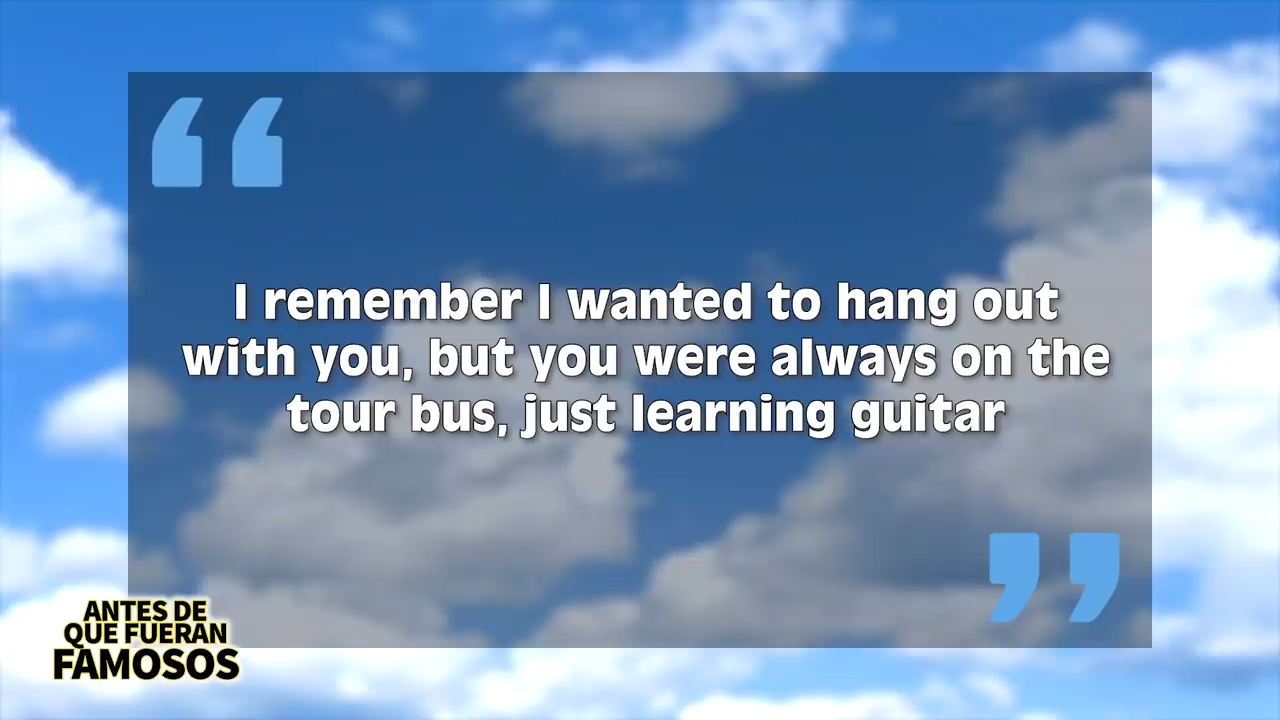 “
I remember I wanted to hang out
with you, but you were always on the
tour bus, just learning guitar
”
ANTES DE
QUE FUERAN
FAMOSOS